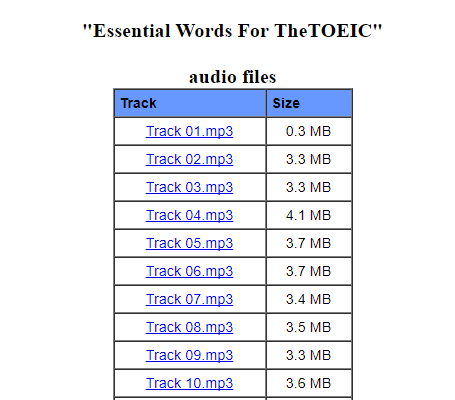 "Essential Words For TheTOEIC"
audio files
Track Size
Track 01.mp3 0.3 MB
Track 02.mp3 3.3 MB
Track 03.mp3 3.3 MB
Track 04.mp3 4.1 MB
Track 05.mp3 3.7 MB
Track 06.mp3 3.7 MB
Track 07.mp3 3.4 MB
Track 08.mp3 3.5 MB
Track 09.mp3 3.3 MB
Track 10.mp3 3.6 MB